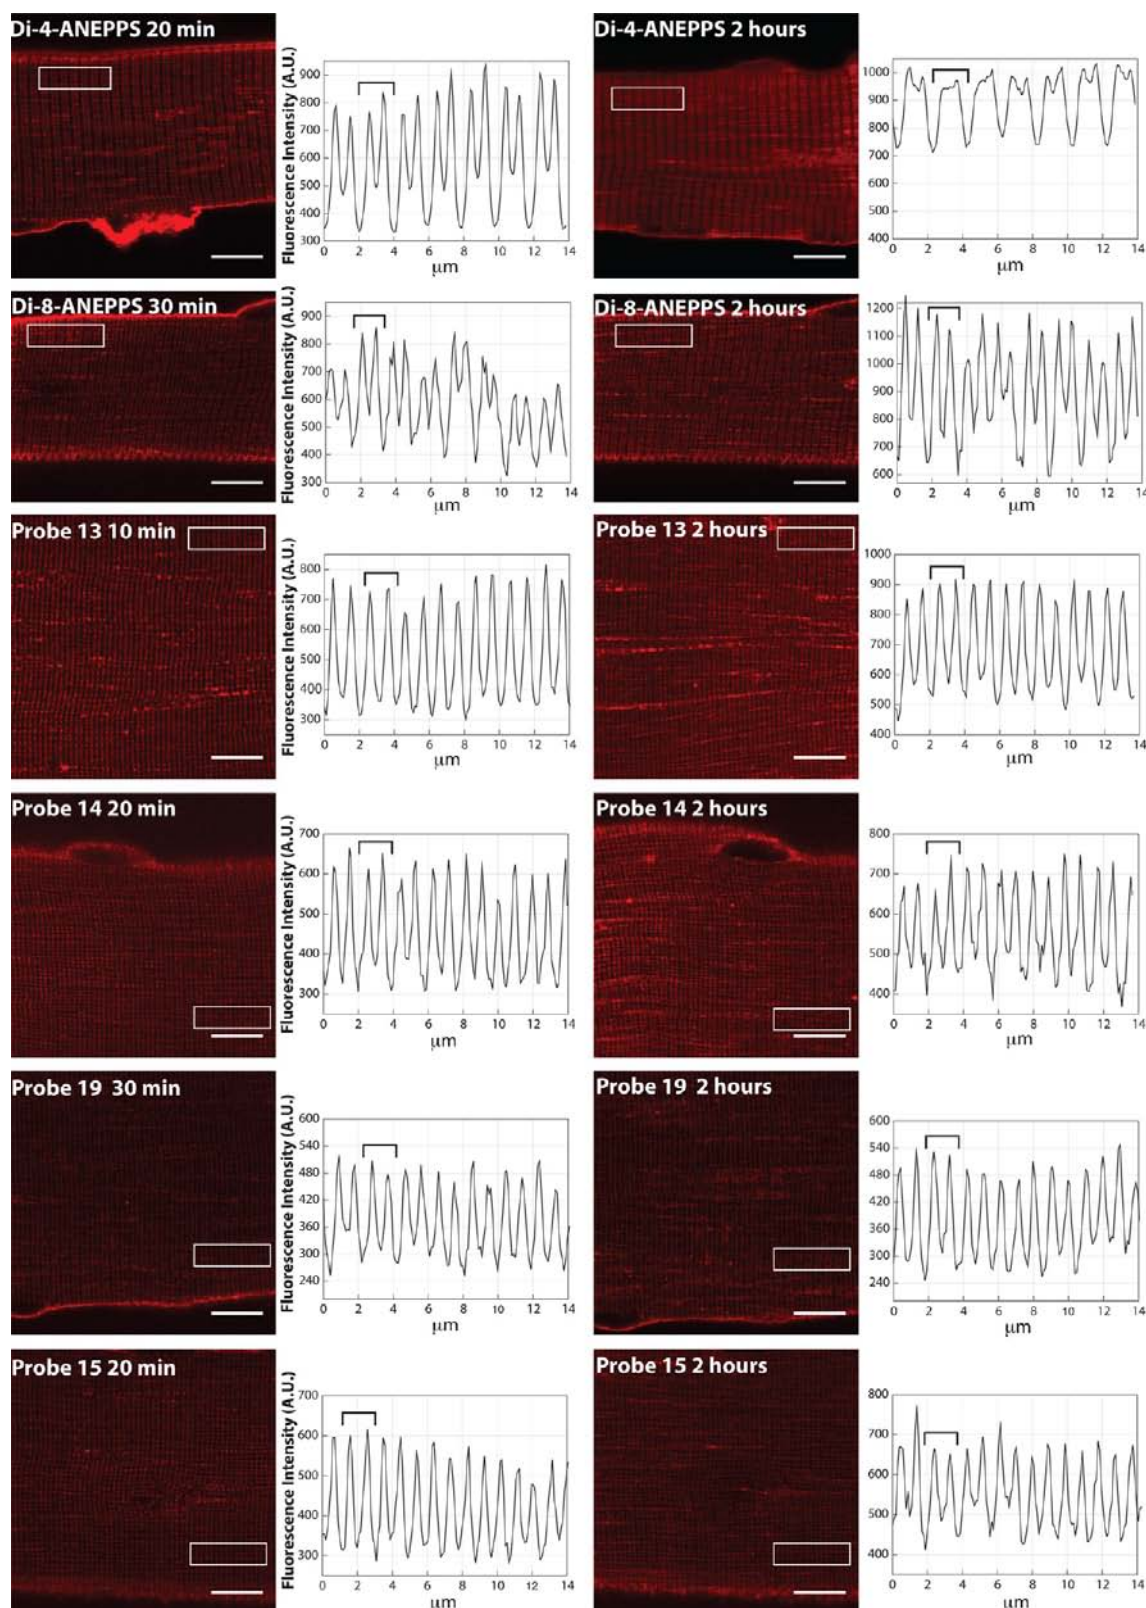 Di-4-ANEPPS 20 min
Fluorescence Intensity (A.U.)
900
800
700
600
500
400
300
0 2 4 6 8 10 12 14
μm
Di-4-ANEPPS 2 hours
1000
900
800
700
600
500
400
0 2 4 6 8 10 12 14
μm
Di-8-ANEPPS 30 min
Fluorescence Intensity (A.U.)
900
800
700
600
500
400
300
0 2 4 6 8 10 12 14
μm
Di-8-ANEPPS 2 hours
1200
1100
1000
900
800
700
600
0 2 4 6 8 10 12 14
μm
Probe 13 10 min
Fluorescence Intensity (A.U.)
800
700
600
500
400
300
0 2 4 6 8 10 12 14
μm
Probe 13 2 hours
1000
900
800
700
600
500
400
0 2 4 6 8 10 12 14
μm
Probe 14 20 min
Fluorescence Intensity (A.U.)
700
600
500
400
300
0 2 4 6 8 10 12 14
μm
Probe 14 2 hours
800
700
600
500
400
0 2 4 6 8 10 12 14
μm
Probe 19 30 min
Fluorescence Intensity (A.U.)
600
540
480
420
360
300
240
0 2 4 6 8 10 12 14
μm
Probe 19 2 hours
600
540
480
420
360
300
240
0 2 4 6 8 10 12 14
μm
Probe 15 20 min
Fluorescence Intensity (A.U.)
700
600
500
400
300
0 2 4 6 8 10 12 14
μm
Probe 15 2 hours
800
700
600
500
400
0 2 4 6 8 10 12 14
μm